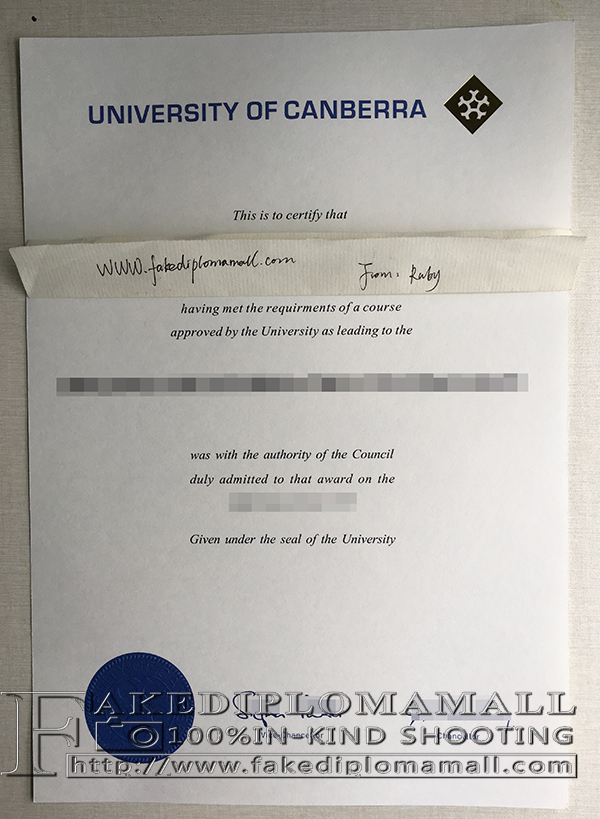 UNIVERSITY OF CANBERRA
This is to certify that
WWW.fakediplomamall.com From: Ruby
having met the requirments of a course
approved by the University as leading to the
was with the authority of the Council
duly admitted to that award on the
Given under the seal of the University
Vice-Chancellor Chancellor
FAKEDIPLOMAMALL
100%IN-KIND SHOOTING
http://www.fakediplomamall.com